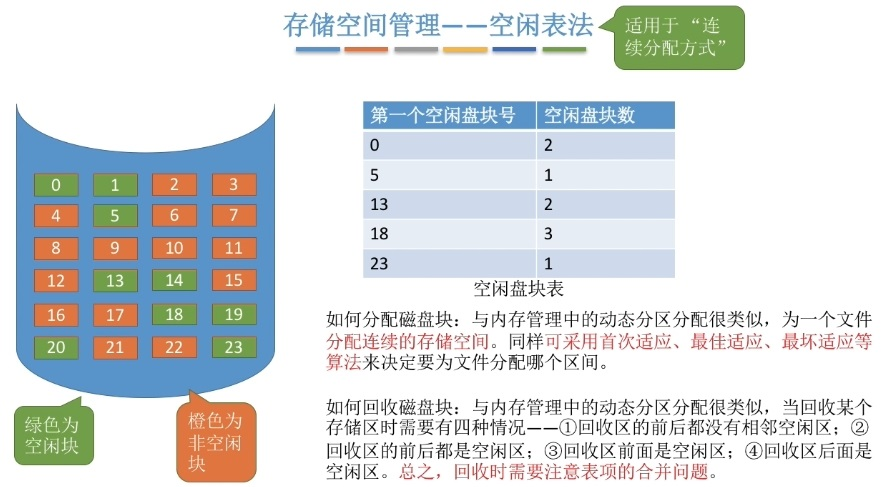 存储空间管理——空闲表法
适用于 “连
续分配方式”
第一个空闲盘块号 空闲盘块数
0 2
5 1
13 2
18 3
23 1
空闲盘块表
0 1 2 3
4 5 6 7
8 9 10 11
12 13 14 15
16 17 18 19
20 21 22 23
绿色为
空闲块
橙色为
非空闲
块
如何分配磁盘块：与内存管理中的动态分区分配很类似，为一个文件
分配连续的存储空间。同样可采用首次适应、最佳适应、最坏适应等
算法来决定要为文件分配哪个区间。
如何回收磁盘块：与内存管理中的动态分区分配很类似，当回收某个
存储区时需要有四种情况——①回收区的前后都没有相邻空闲区；②
回收区的前后都是空闲区；③回收区前面是空闲区；④回收区后面是
空闲区。总之，回收时需要注意表项的合并问题。